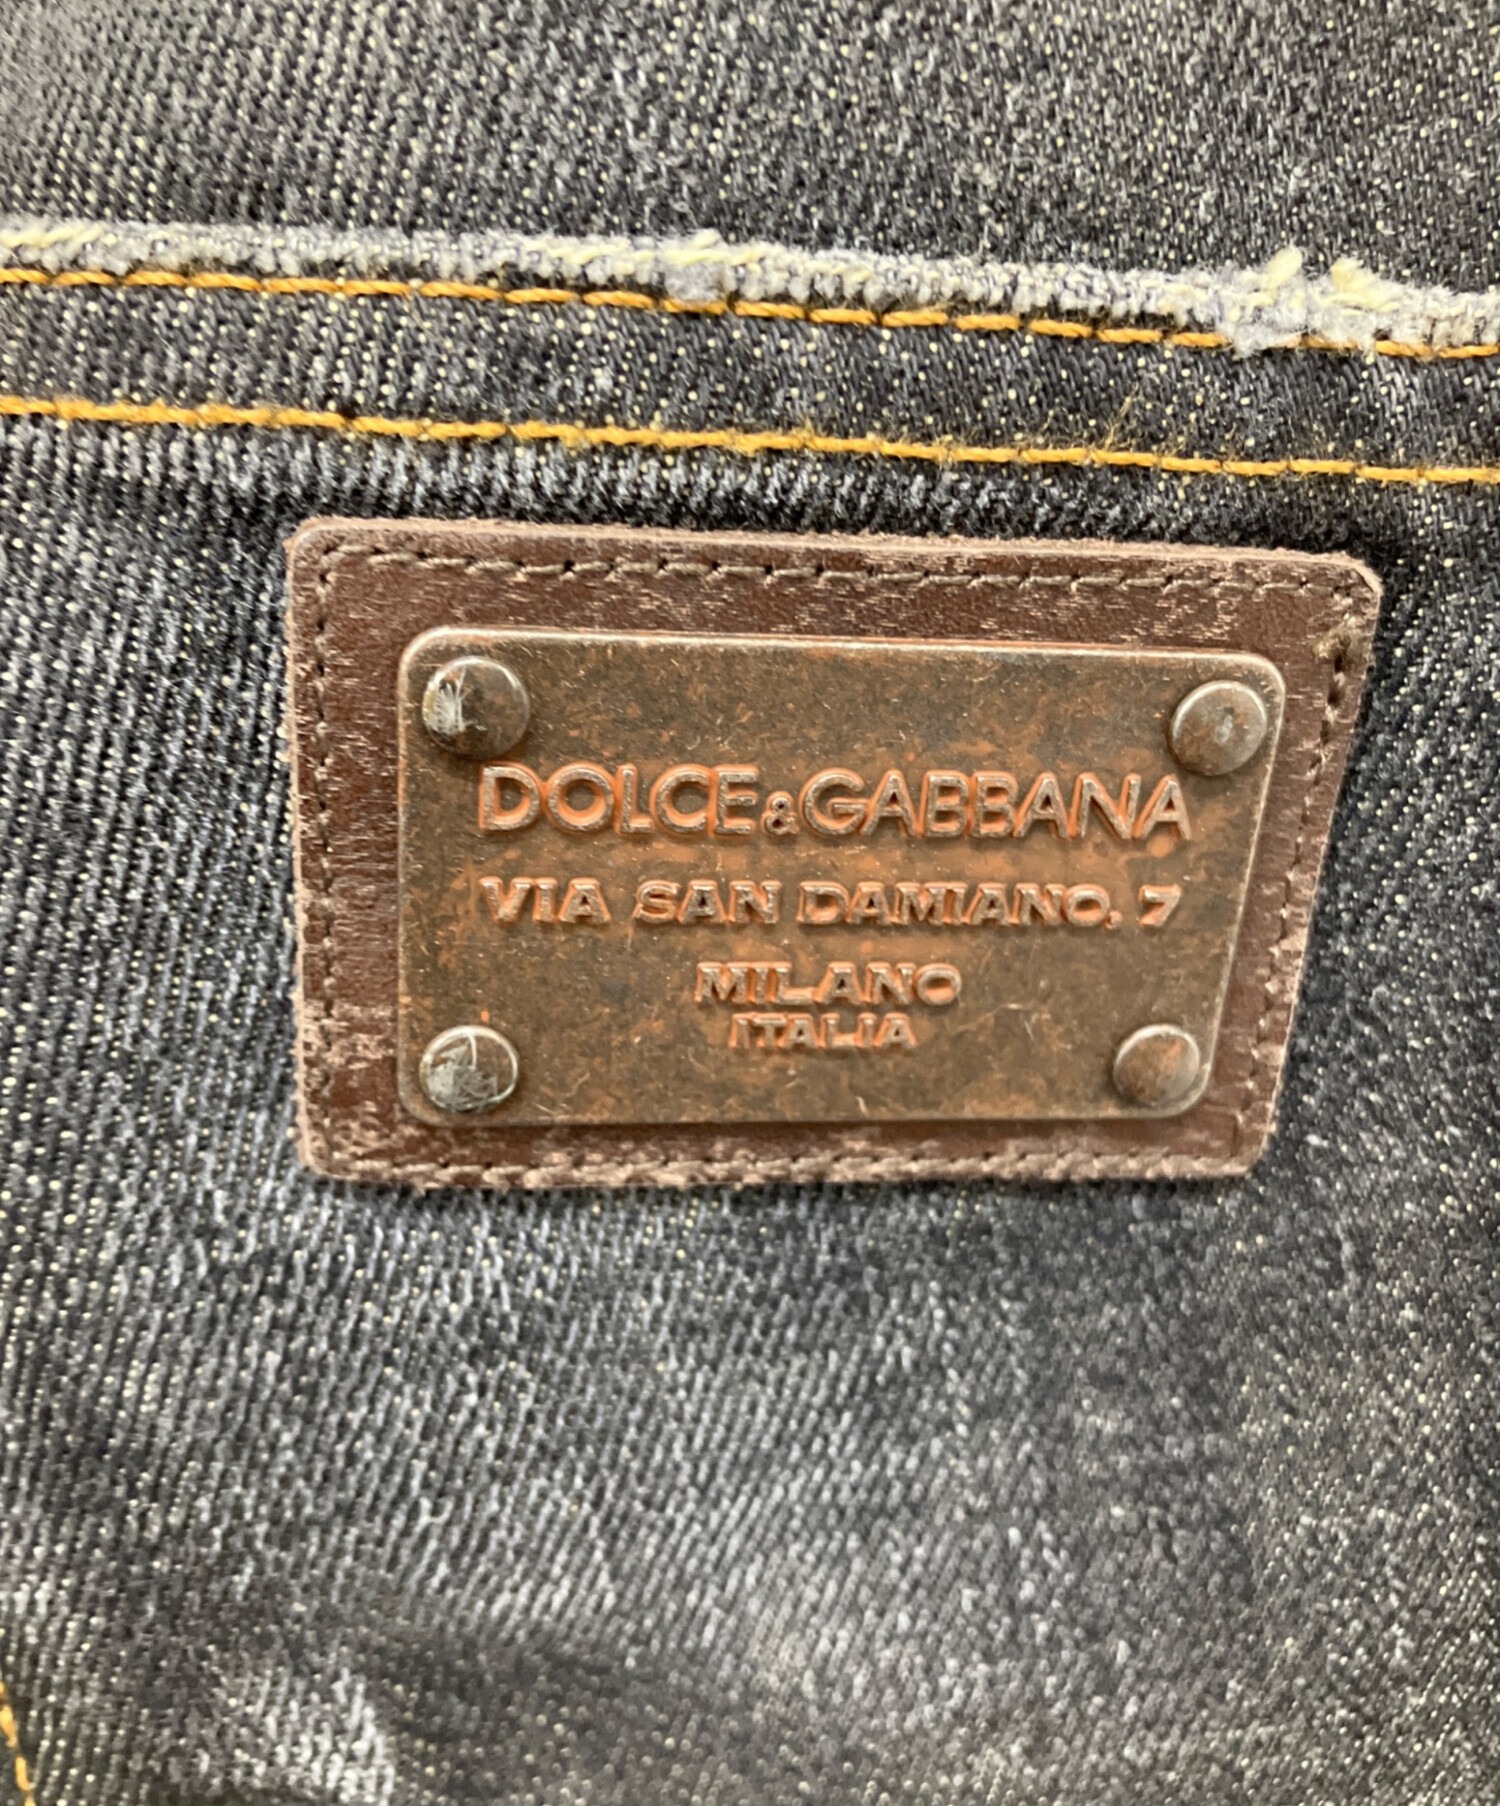 DOLCE&GABBANA
VIA SAN DAMIANO, 7
MILANO
ITALIA